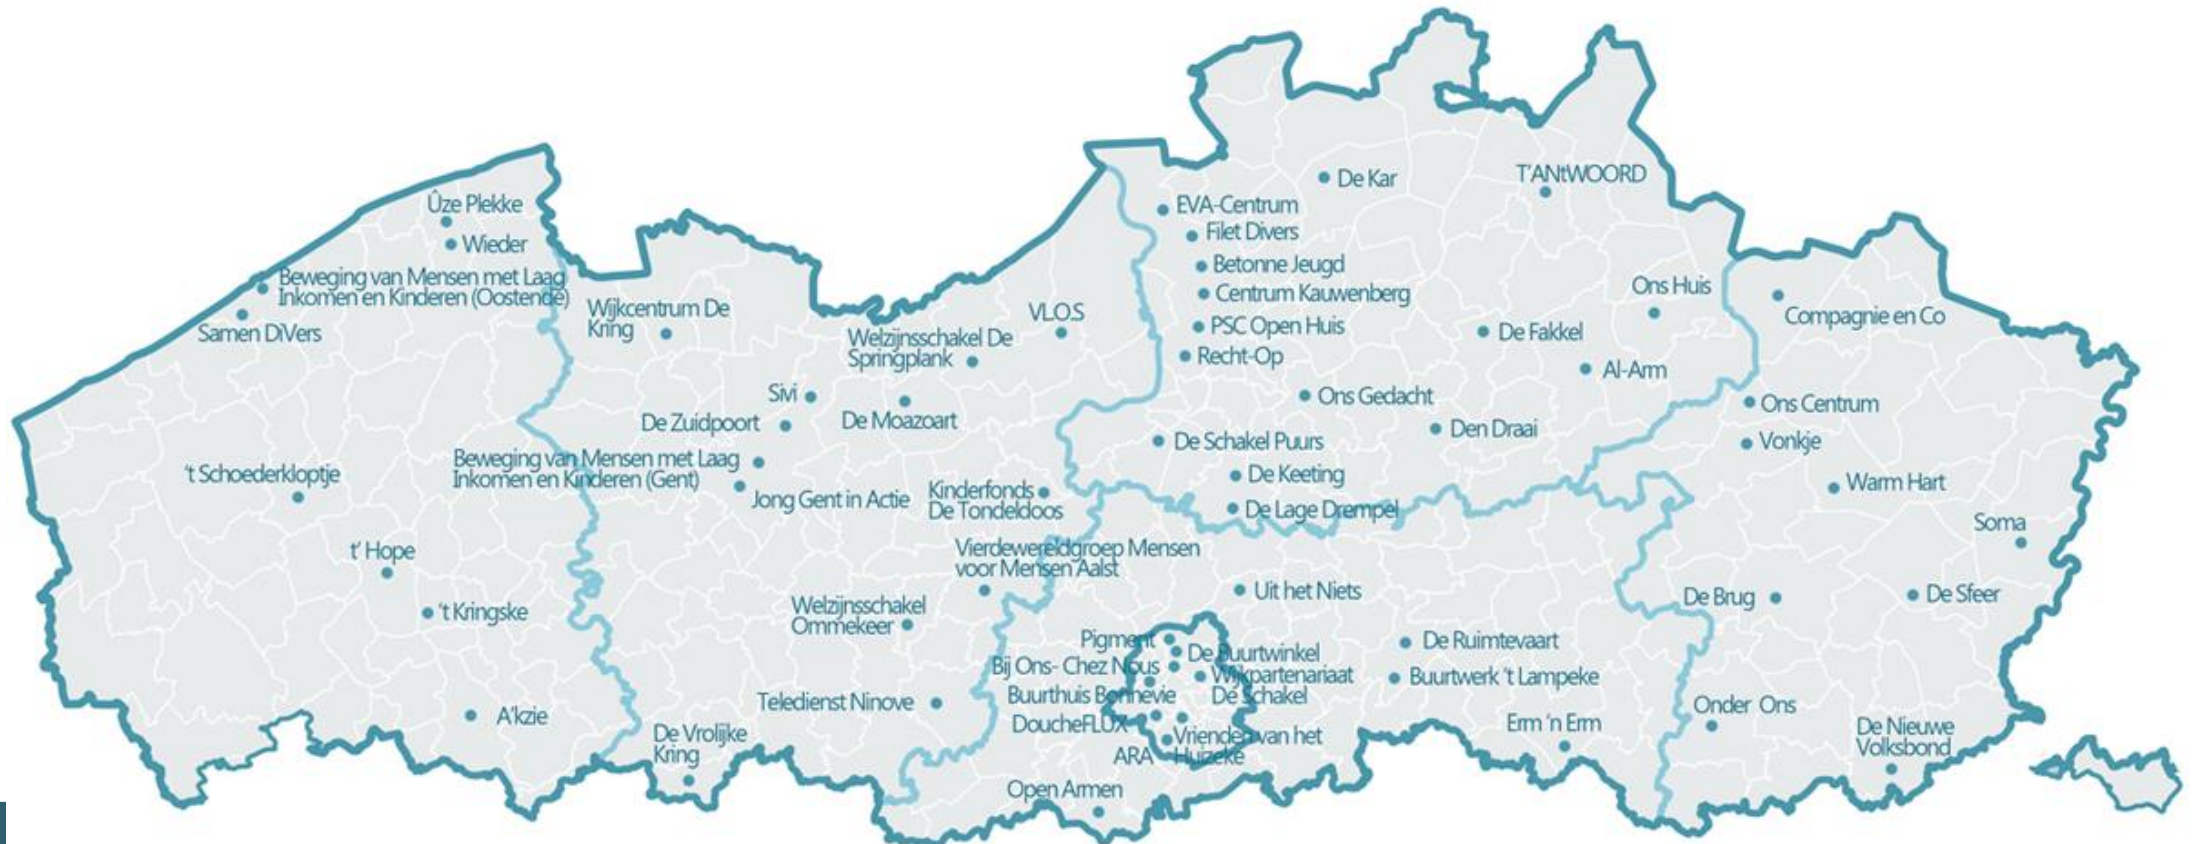 Ûze Plekke
Wieder
Beweging van Mensen met Laag
Inkomen en Kinderen (Oostende)
Samen DiVers
't Schoederkloptje
t' Hope
't Kringske
A'kzie
Wijkcentrum De
Kring
Sivi
De Zuidpoort
Beweging van Mensen met Laag
Inkomen en Kinderen (Gent)
Jong Gent in Actie
Welzijnsschakel De
Springplank
De Moazoart
VLOS
Kinderfonds
De Tondeldoos
Vierdewereldgroep Mensen
voor Mensen Aalst
Welzijnsschakel
Ommekeer
Teledienst Ninove
De Vrolijke
Kring
De Kar
T'ANtWOORD
EVA-Centrum
Filet Divers
Betonne Jeugd
Centrum Kauwenberg
PSC Open Huis
Recht-Op
Ons Huis
De Fakkel
Al-Arm
Ons Gedacht
Den Draai
De Schakel Puurs
De Keeting
De Lage Drempel
Uit het Niets
Pigment
De Buurtwinkel
Bij Ons- Chez Nous
Wijkpartenariaat
De Schakel
Buurthuis Bonnevie
DoucheFLUX
Vrienden van het
Huizeke
ARA
Open Armen
De Ruimtevaart
Buurtwerk 't Lampeke
Erm 'n Erm
Compagnie en Co
Ons Centrum
Vonkje
Warm Hart
Soma
De Brug
De Sfeer
Onder Ons
De Nieuwe
Volksbond